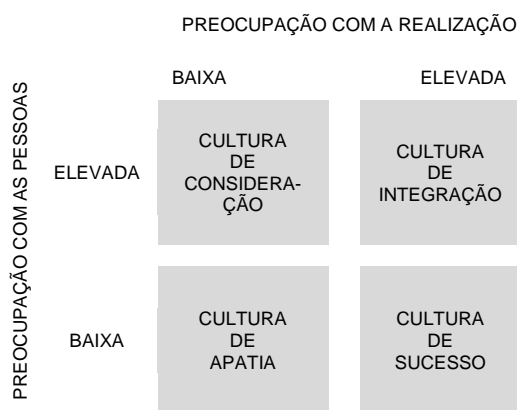 PREOCUPAÇÃO COM A REALIZAÇÃO
BAIXA
ELEVADA
PREOCUPAÇÃO COM AS PESSOAS
ELEVADA
CULTURA
DE
CONSIDERA-
ÇÃO
CULTURA
DE
INTEGRAÇÃO
BAIXA
CULTURA
DE
APATIA
CULTURA
DE
SUCESSO